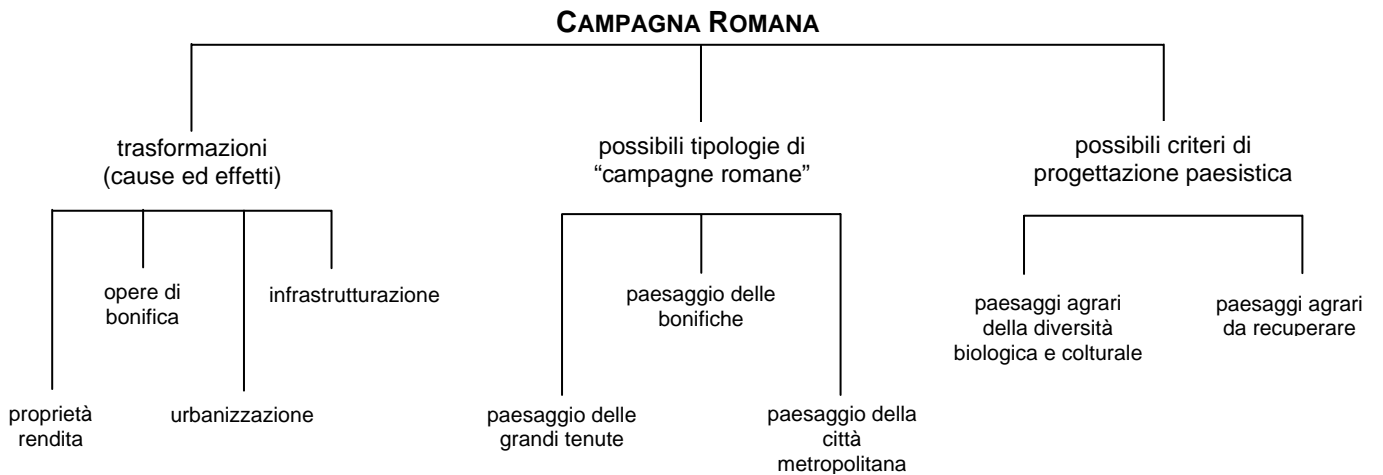 CAMPAGNA ROMANA
trasformazioni
(cause ed effetti)
possibili tipologie di
“campagne romane”
possibili criteri di
progettazione paesistica
opere di
bonifica
infrastrutturazione
proprietà
rendita
urbanizzazione
paesaggio delle
bonifiche
paesaggio delle
grandi tenute
paesaggio della
città
metropolitana
paesaggi agrari
della diversità
biologica e colturale
paesaggi agrari
da recuperare